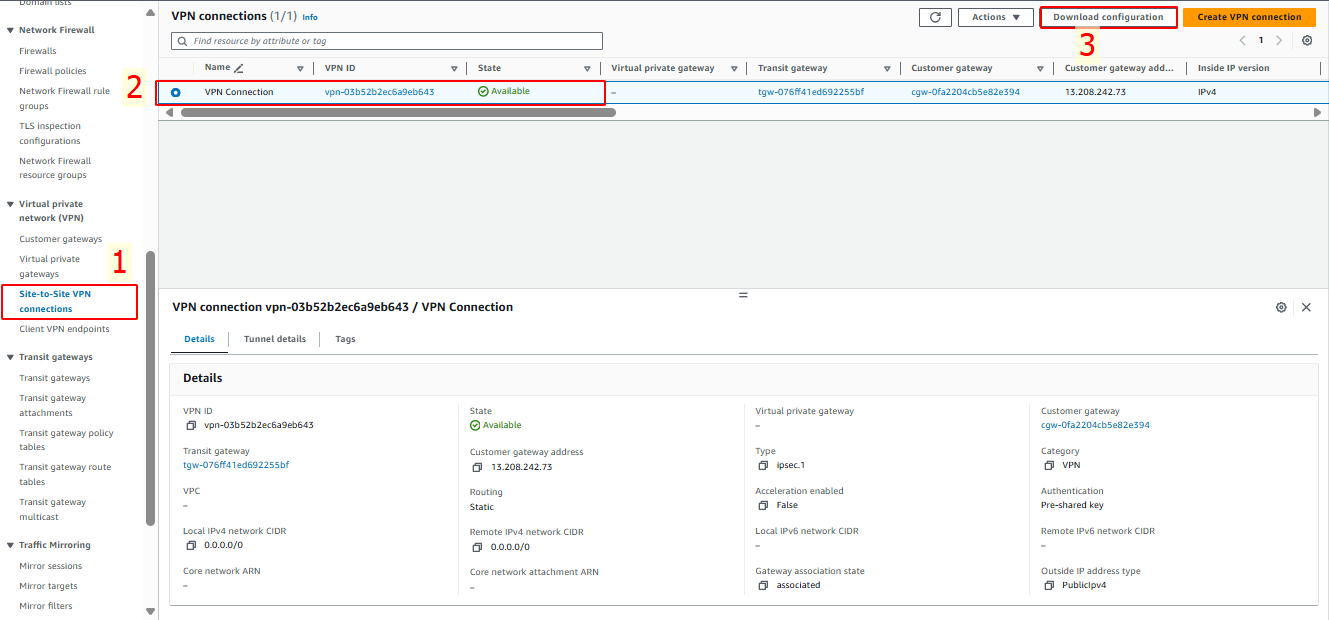 Domain lists
Network Firewall
Firewalls
Firewall policies
Network Firewall rule
groups
TLS inspection
configurations
Network Firewall
resource groups
Virtual private
network (VPN)
Customer gateways
Virtual private
gateways
1
Site-to-Site VPN
connections
Client VPN endpoints
Transit gateways
Transit gateways
Transit gateway
attachments
Transit gateway policy
tables
Transit gateway route
tables
Transit gateway
multicast
Traffic Mirroring
Mirror sessions
Mirror targets
Mirror filters
VPN connections (1/1) Info
Actions
Download configuration
Create VPN connection
Find resource by attribute or tag
3
1
Name
VPN ID
State
Virtual private gateway
Transit gateway
Customer gateway
Customer gateway add...
Inside IP version
2
VPN Connection
vpn-03b52b2ec6a9eb643
Available
–
tgw-076ff41ed692255bf
cgw-0fa2204cb5e82e394
13.208.242.73
IPv4
VPN connection vpn-03b52b2ec6a9eb643 / VPN Connection
Details
Tunnel details
Tags
Details
VPN ID
vpn-03b52b2ec6a9eb643
Transit gateway
tgw-076ff41ed692255bf
VPC
–
Local IPv4 network CIDR
0.0.0.0/0
Core network ARN
–
State
Available
Customer gateway address
13.208.242.73
Routing
Static
Remote IPv4 network CIDR
0.0.0.0/0
Core network attachment ARN
–
Virtual private gateway
–
Type
ipsec.1
Acceleration enabled
False
Local IPv6 network CIDR
–
Gateway association state
associated
Customer gateway
cgw-0fa2204cb5e82e394
Category
VPN
Authentication
Pre-shared key
Remote IPv6 network CIDR
–
Outside IP address type
PublicIpv4